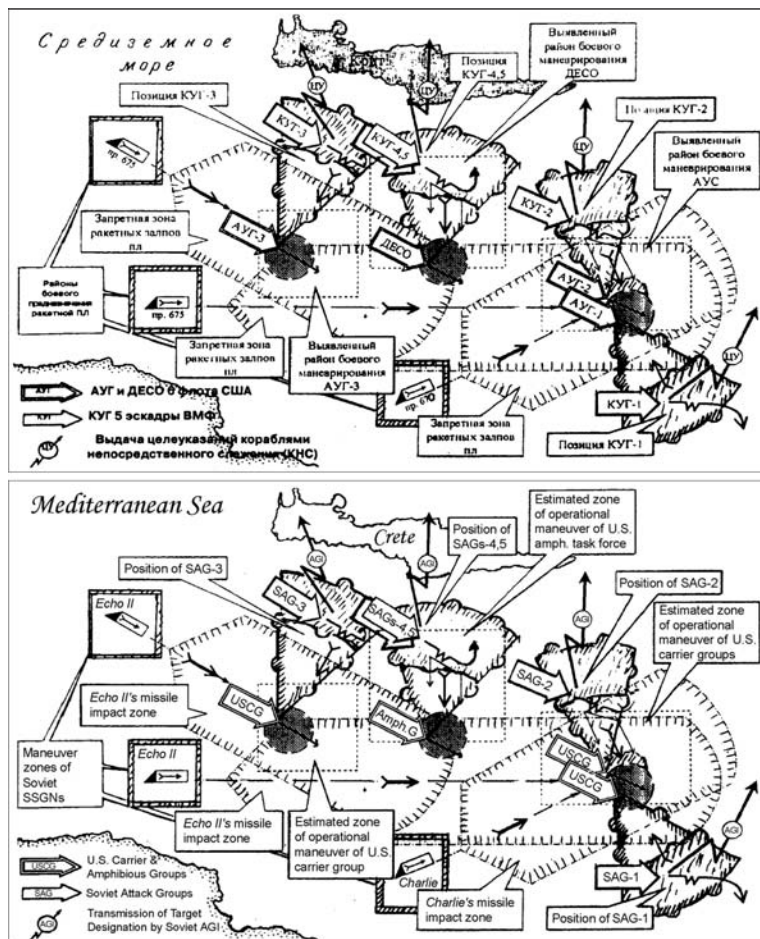 Средиземное
море
Позиция КУГ-3
ЦУ
ЦУ
Позиция
КУГ-4,5
Выявленный
район боевого
маневрирования
ДЕСО
пр. 675
КУГ-3
КУГ-4,5
ЦУ
Позиция КУГ-2
Выявленный
район боевого
маневрирования
АУС
КУГ-2
Запретная зона
ракетных залпов
пл
АУГ-3
ДЕСО
АУГ-2
АУГ-1
Районы
боевого
предназначения
ракетной ПЛ
пр. 675
Запретная зона
ракетных залпов
пл
Выявленный
район боевого
маневрирования
АУГ-3
пр. 670
Запретная зона
ракетных залпов
пл
ЦУ
КУГ-1
Позиция КУГ-1
АУГ
АУГ и ДЕСО 6 флота США
КУГ
КУГ 5 эскадры ВМФ
ЦУ
Выдача целеуказаний кораблями
непосредственного слежения (КНС)
Mediterranean Sea
Crete
Position of SAG-3
AGI
AGI
Position of
SAGs-4,5
Estimated zone
of operational
maneuver of U.S.
amph. task force
Echo II
SAG-3
SAGs-4,5
AGI
Position of SAG-2
Estimated zone
of operational
maneuver of U.S.
carrier groups
SAG-2
Echo II's missile
impact zone
USCG
Amph G
USCG
USCG
Maneuver
zones of
Soviet
SSGNs
Echo II
Echo II's missile
impact zone
Estimated zone
of operational
maneuver of U.S.
carrier group
Charlie
Charlie's missile
impact zone
AGI
SAG-1
Position of SAG-1
USCG
U.S. Carrier &
Amphibious Groups
SAG
Soviet Attack Groups
AGI
Transmission of Target
Designation by Soviet AGI